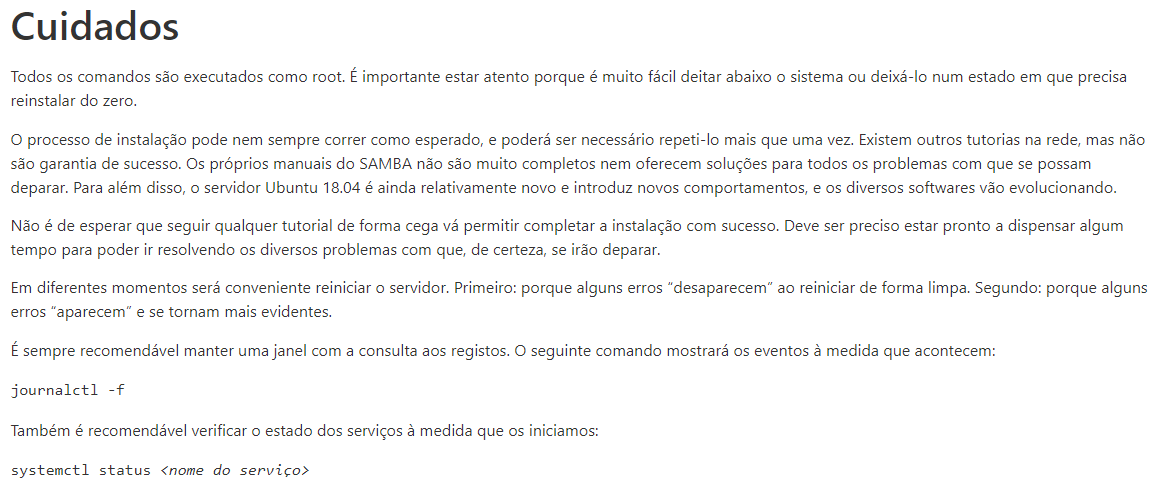 Cuidados
Todos os comandos são executados como root. É importante estar atento porque é muito fácil deitar abaixo o sistema ou deixá-lo num estado em que precisa
reinstalar do zero.
O processo de instalação pode nem sempre correr como esperado, e poderá ser necessário repeti-lo mais que uma vez. Existem outros tutorias na rede, mas não
são garantia de sucesso. Os próprios manuais do SAMBA não são muito completos nem oferecem soluções para todos os problemas com que se possam
deparar. Para além disso, o servidor Ubuntu 18.04 é ainda relativamente novo e introduz novos comportamentos, e os diversos softwares vão evolucionando.
Não é de esperar que seguir qualquer tutorial de forma cega vá permitir completar a instalação com sucesso. Deve ser preciso estar pronto a dispensar algum
tempo para poder ir resolvendo os diversos problemas com que, de certeza, se irão deparar.
Em diferentes momentos será conveniente reiniciar o servidor. Primeiro: porque alguns erros “desaparecem” ao reiniciar de forma limpa. Segundo: porque alguns
erros “aparecem” e se tornam mais evidentes.
É sempre recomendável manter uma janel com a consulta aos registos. O seguinte comando mostrará os eventos à medida que acontecem:
journalctl -f
Também é recomendável verificar o estado dos serviços à medida que os iniciamos:
systemctl status <nome do serviço>